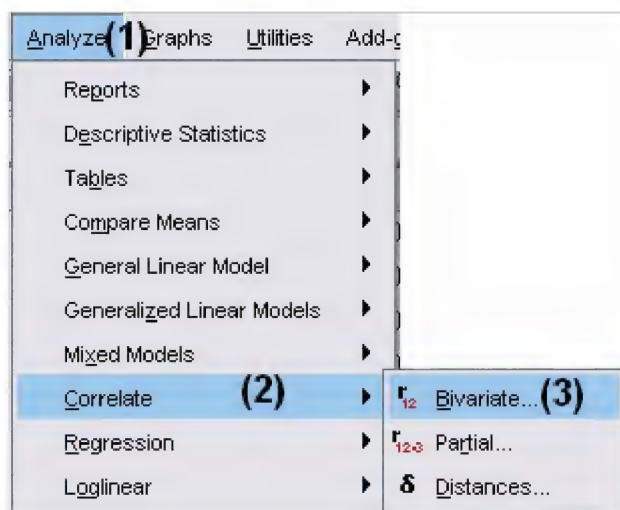 Analyze (1) Graphs Utilities Add-g
Reports
Descriptive Statistics
Tables
Compare Means
General Linear Model
Generalized Linear Models
Mixed Models
Correlate (2)
r12 Bivariate... (3)
Regression
r12•3 Partial...
Loglinear
δ Distances...